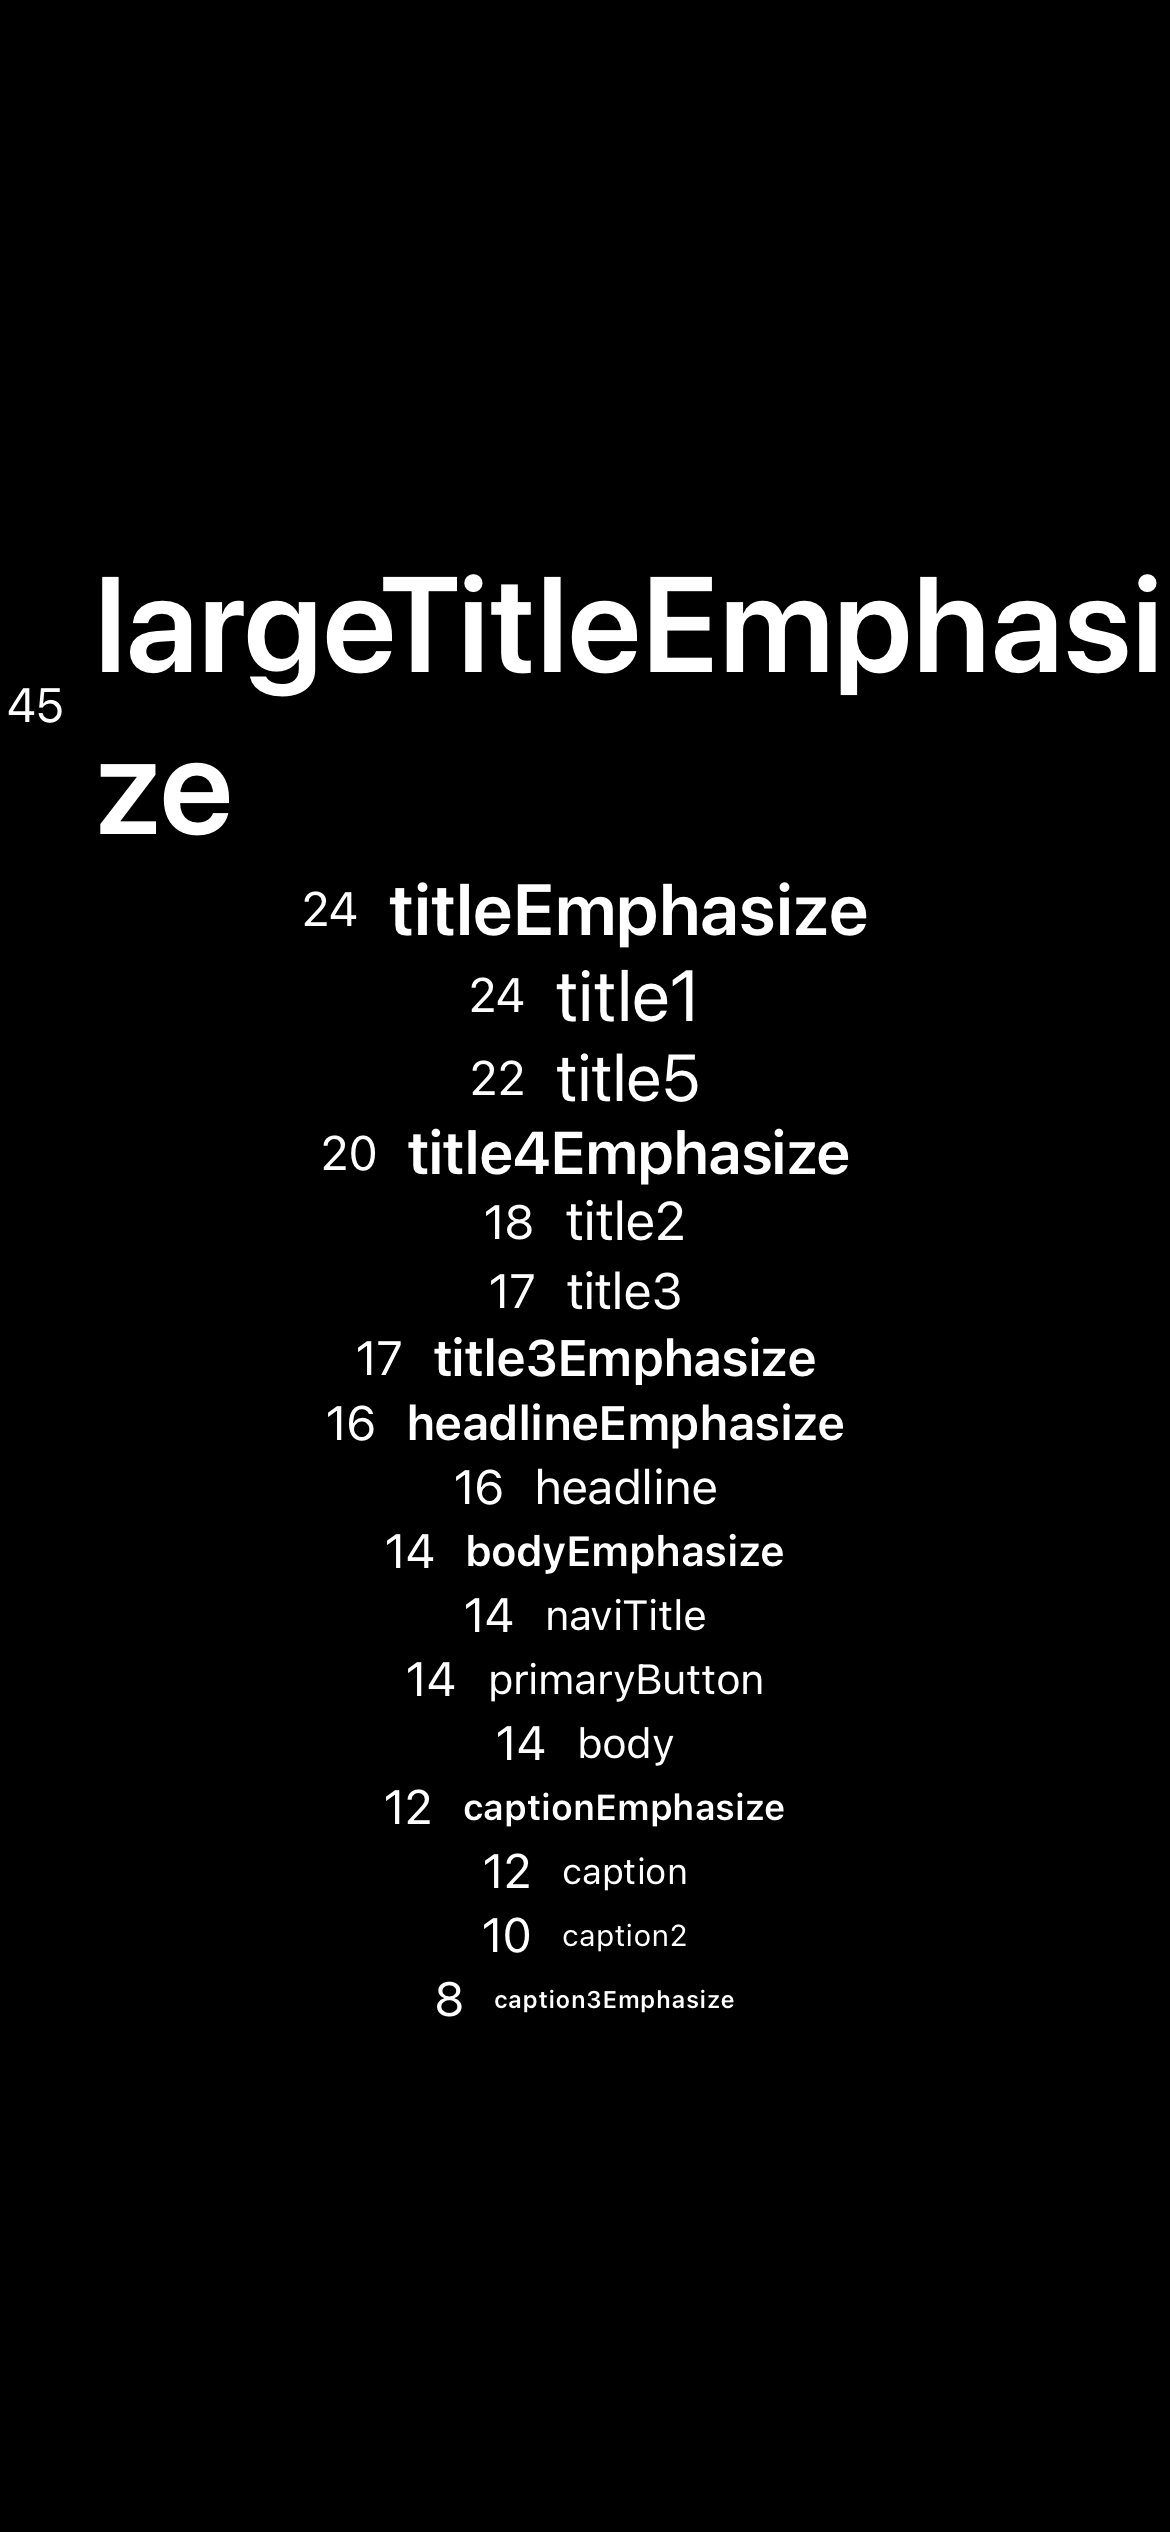 largeTitleEmphasi
45
ze
24 titleEmphasize
24 title1
22 title5
20 title4Emphasize
18 title2
17 title3
17 title3Emphasize
16 headlineEmphasize
16 headline
14 bodyEmphasize
14 naviTitle
14 primaryButton
14 body
12 captionEmphasize
12 caption
10 caption2
8 caption3Emphasize